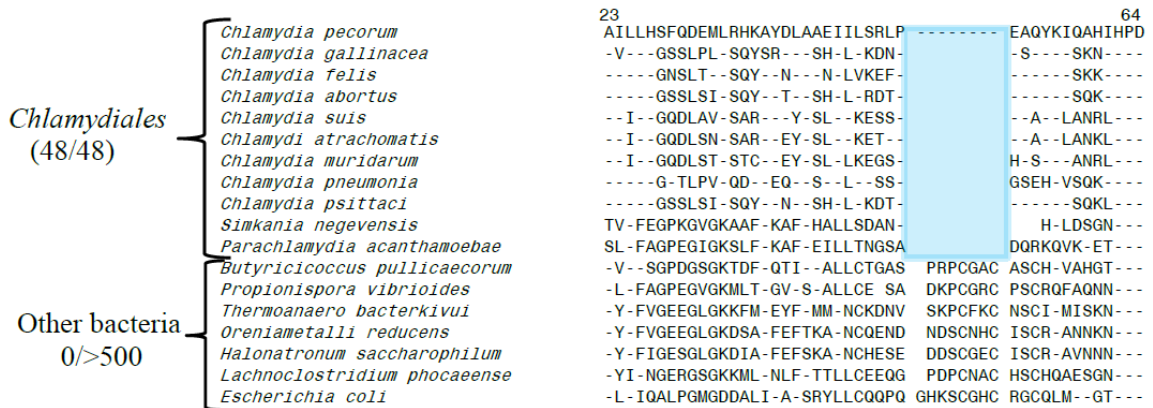 23 64
Chlamydia pecorum AILLHSFQDEMLRHKAYDLAAEIILSRLP -------- EAQYKIQAHIHPD
Chlamydia gallinacea -V---GSSLPL-SQYSR---SH-L-KDN- -S---SKN----
Chlamydia felis -----GNSLT--SQY--N---N-LVKEF- -----SKK----
Chlamydia abortus -----GSSLSI-SQY--T--SH-L-RDT- -----SQK----
Chlamydia suis --I--GQDLAV-SAR---Y-SL--KESS- --A--LANRL---
Chlamydi atrachomatis --I--GQDLSN-SAR--EY-SL--KET-- --A--LANKL---
Chlamydia muridarum --I--GQDLST-STC--EY-SL-LKEGS- H-S---ANRL---
Chlamydia pneumonia -----G-TLPV-QD--EQ--S--L--SS- GSEH-VSQK----
Chlamydia psittaci -----GSSLSI-SQY--N--SH-L-KDT- -----SQKL---
Simkania negevensis TV-FEGPKGVGKAAF-KAF-HALLSDAN- H-LDSGN---
Parachlamydia acanthamoebae SL-FAGPEGIGKSLF-KAF-EILLTNGSA DQRKQVK-ET---
Chlamydiales
(48/48)
Butyricicoccus pullicaecorum -V--SGPDGSGKTDF-QTI--ALLCTGAS PRPCGAC ASCH-VAHGT---
Propionispora vibrioides -L-FAGPEGVGKMLT-GV-S-ALLCE SA DKPCGRC PSCRQFAQNN---
Thermoanaero bacterkivui -Y-FVGEEGLGKKFM-EYF-MM-NCKDNV SKPCFKC NSCI-MISKN---
Oreniametalli reducens -Y-FVGEEGLGKDSA-FEFTKA-NCQEND NDSCNHC ISCR-ANNKN---
Halonatronum saccharophilum -Y-FIGESGLGKDIA-FEFSKA-NCHESE DDSCGEC ISCR-AVNNN---
Lachnoclostridium phocaeense -YI-NGERGSGKKML-NLF-TTLLCEEQG PDPCNAC HSCHQAESGN---
Escherichia coli -L-IQALPGMGDDALI-A-SRYLLCQQPQ GHKSCGHC RGCQLM--GT---
Other bacteria
0/>500